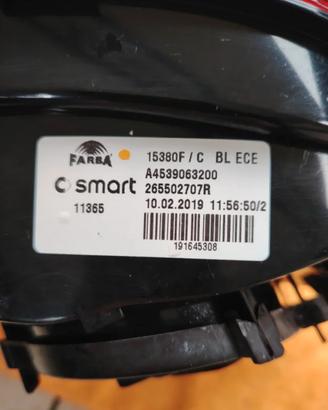 FARBA 15380F / C BL ECE
A4539063200
smart 265502707R
11365 10.02.2019 11:56:50/2
191645308